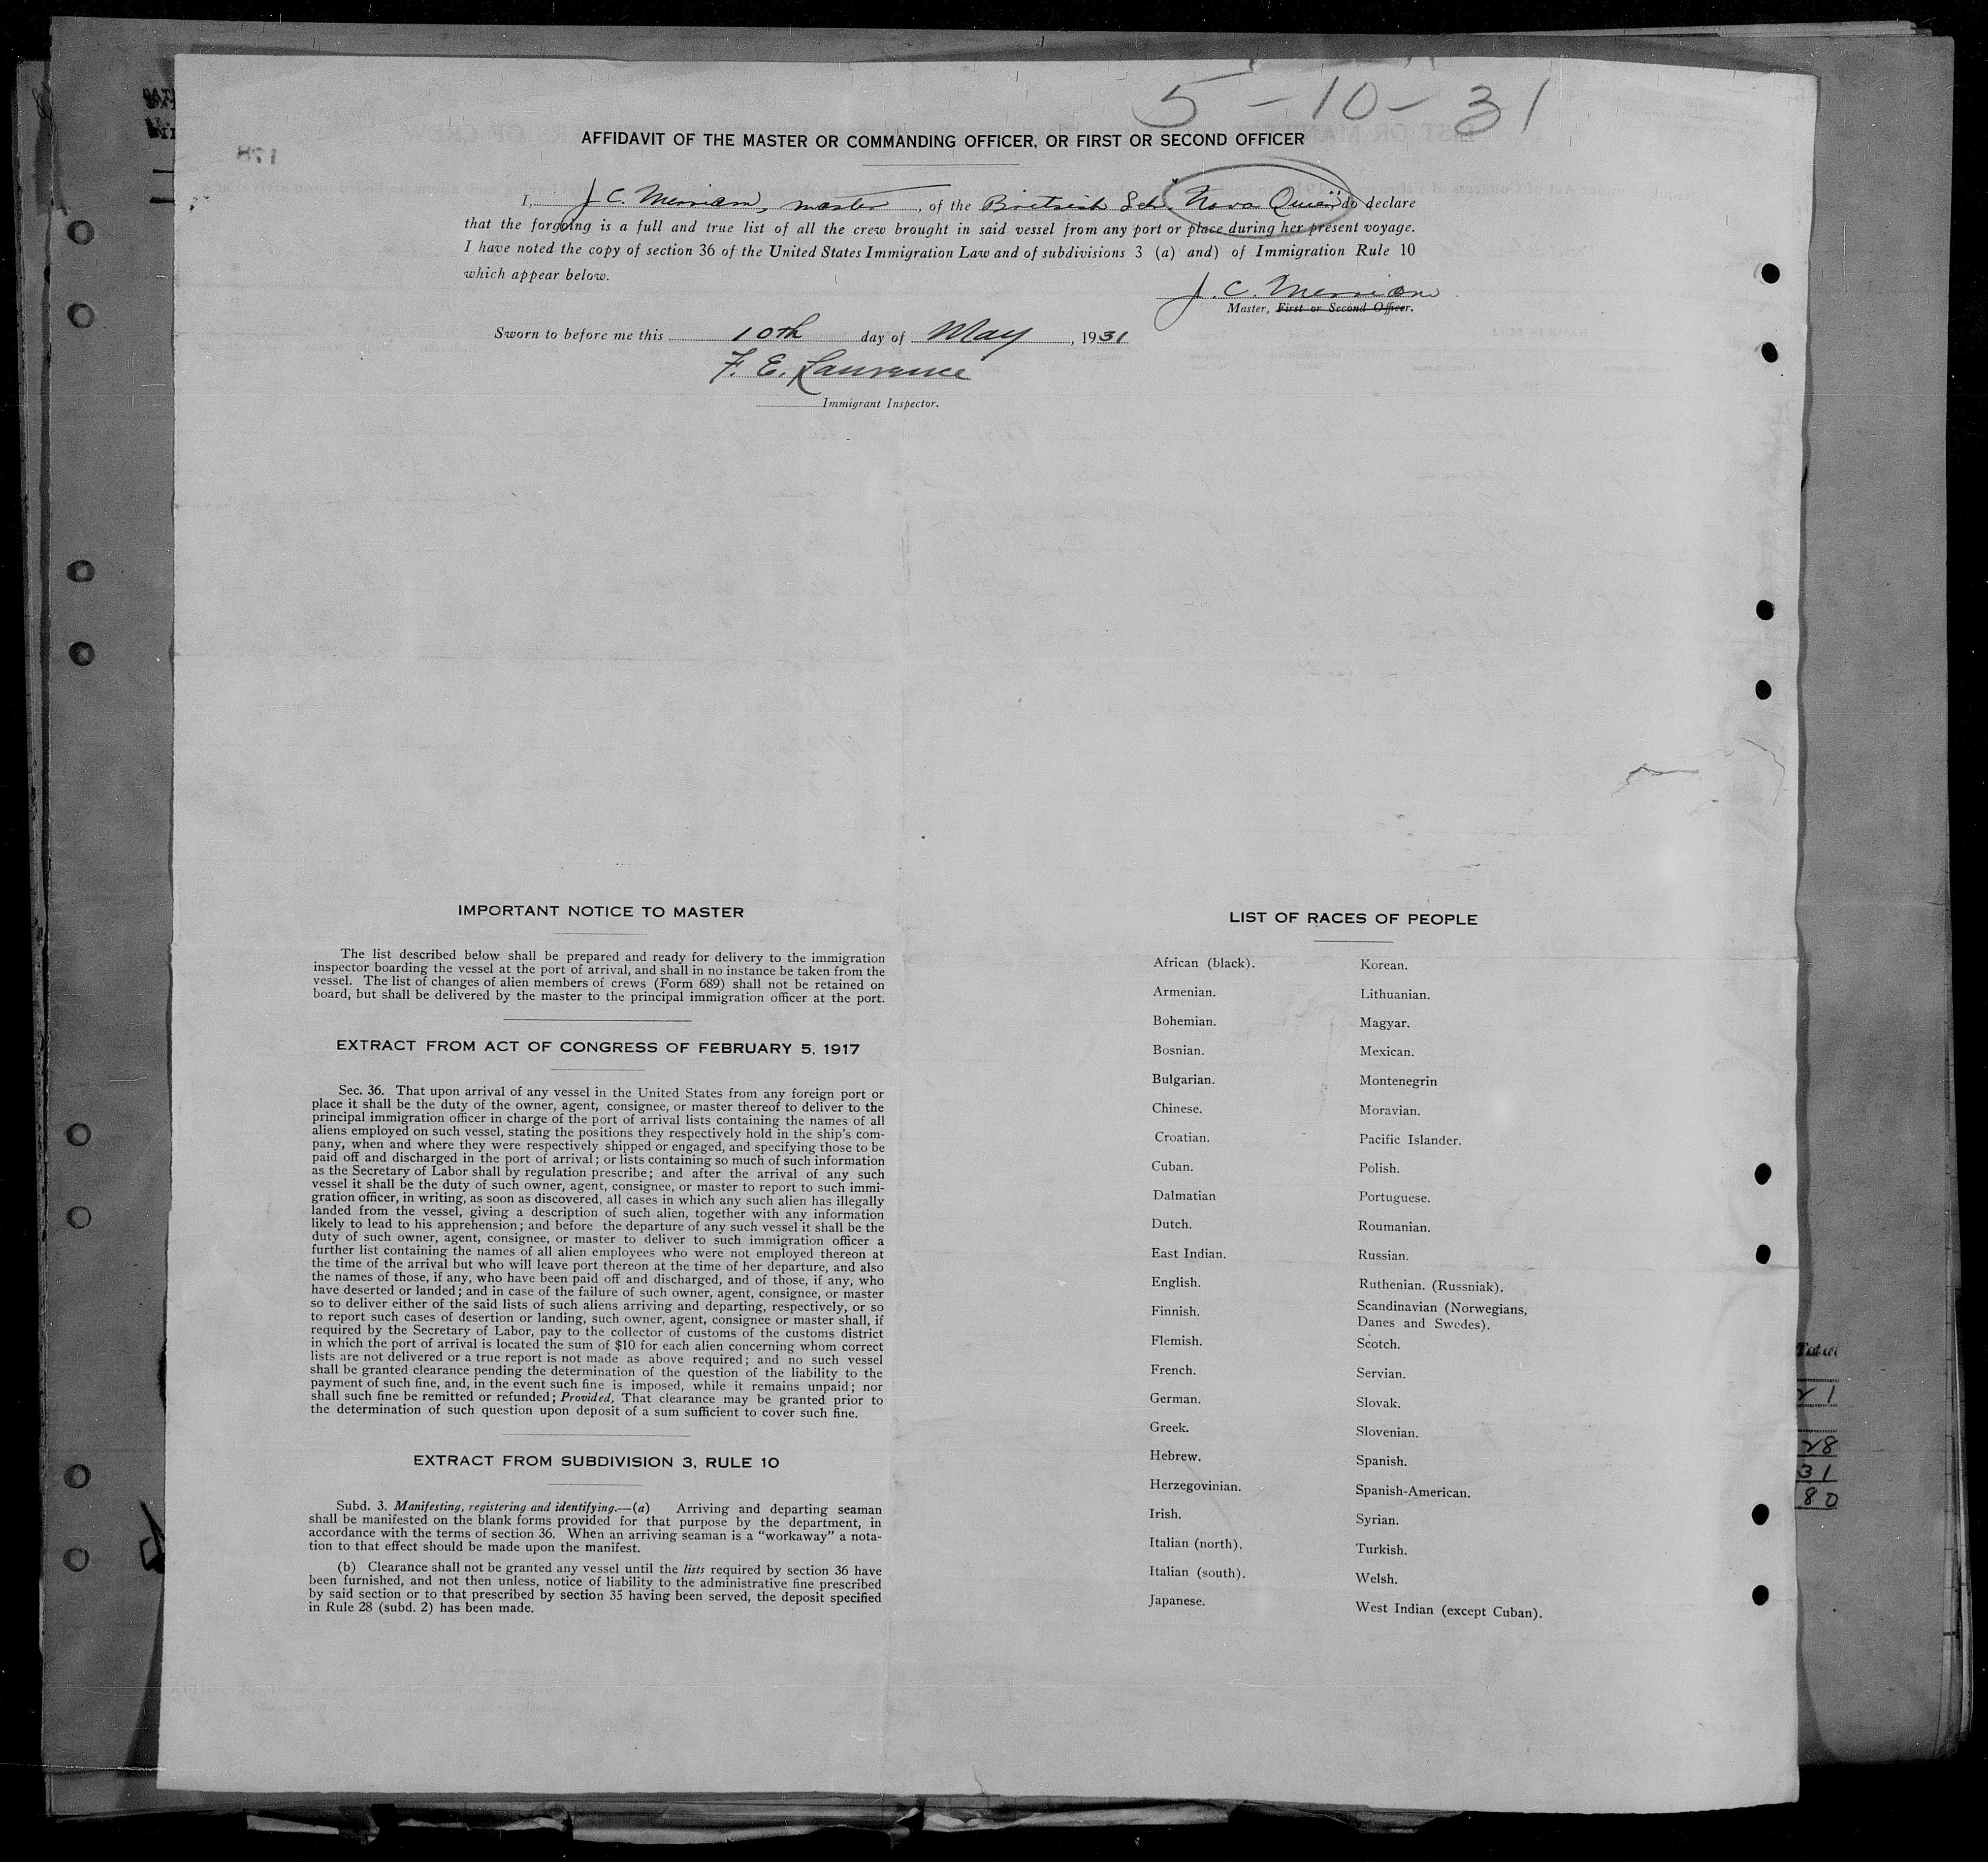 5-10-31
AFFIDAVIT OF THE MASTER OR COMMANDING OFFICER, OR FIRST OR SECOND OFFICER
178
I, J. C. Merriam, master, of the British Sch. "Nova Queen" do declare
that the forgoing is a full and true list of all the crew brought in said vessel from any port or place during her present voyage.
I have noted the copy of section 36 of the United States Immigration Law and of subdivisions 3 (a) and) of Immigration Rule 10
which appear below.
J. C. Merriam
Master, First or Second Officer.
Sworn to before me this 10th day of May, 1931
F. E. Lawrence
Immigrant Inspector.
IMPORTANT NOTICE TO MASTER
The list described below shall be prepared and ready for delivery to the immigration
inspector boarding the vessel at the port of arrival, and shall in no instance be taken from the
vessel. The list of changes of alien members of crews (Form 689) shall not be retained on
board, but shall be delivered by the master to the principal immigration officer at the port.
EXTRACT FROM ACT OF CONGRESS OF FEBRUARY 5, 1917
Sec. 36. That upon arrival of any vessel in the United States from any foreign port or
place it shall be the duty of the owner, agent, consignee, or master thereof to deliver to the
principal immigration officer in charge of the port of arrival lists containing the names of all
aliens employed on such vessel, stating the positions they respectively hold in the ship's com-
pany, when and where they were respectively shipped or engaged, and specifying those to be
paid off and discharged in the port of arrival; or lists containing so much of such information
as the Secretary of Labor shall by regulation prescribe; and after the arrival of any such
vessel it shall be the duty of such owner, agent, consignee, or master to report to such immi-
gration officer, in writing, as soon as discovered, all cases in which any such alien has illegally
landed from the vessel, giving a description of such alien, together with any information
likely to lead to his apprehension; and before the departure of any such vessel it shall be the
duty of such owner, agent, consignee, or master to deliver to such immigration officer a
further list containing the names of all alien employees who were not employed thereon at
the time of the arrival but who will leave port thereon at the time of her departure, and also
the names of those, if any, who have been paid off and discharged, and of those, if any, who
have deserted or landed; and in case of the failure of such owner, agent, consignee, or master
so to deliver either of the said lists of such aliens arriving and departing, respectively, or so
to report such cases of desertion or landing, such owner, agent, consignee or master shall, if
required by the Secretary of Labor, pay to the collector of customs of the customs district
in which the port of arrival is located the sum of $10 for each alien concerning whom correct
lists are not delivered or a true report is not made as above required; and no such vessel
shall be granted clearance pending the determination of the question of the liability to the
payment of such fine, and, in the event such fine is imposed, while it remains unpaid; nor
shall such fine be remitted or refunded; Provided, That clearance may be granted prior to
the determination of such question upon deposit of a sum sufficient to cover such fine.
EXTRACT FROM SUBDIVISION 3, RULE 10
Subd. 3. Manifesting, registering and identifying.—(a) Arriving and departing seaman
shall be manifested on the blank forms provided for that purpose by the department, in
accordance with the terms of section 36. When an arriving seaman is a "workaway" a nota-
tion to that effect should be made upon the manifest.
(b) Clearance shall not be granted any vessel until the lists required by section 36 have
been furnished, and not then unless, notice of liability to the administrative fine prescribed
by said section or to that prescribed by section 35 having been served, the deposit specified
in Rule 28 (subd. 2) has been made.
LIST OF RACES OF PEOPLE
African (black).
Armenian.
Bohemian.
Bosnian.
Bulgarian.
Chinese.
Croatian.
Cuban.
Dalmatian
Dutch.
East Indian.
English.
Finnish.
Flemish.
French.
German.
Greek.
Hebrew.
Herzegovinian.
Irish.
Italian (north).
Italian (south).
Japanese.
Korean.
Lithuanian.
Magyar.
Mexican.
Montenegrin
Moravian.
Pacific Islander.
Polish.
Portuguese.
Roumanian.
Russian.
Ruthenian. (Russniak).
Scandinavian (Norwegians,
Danes and Swedes).
Scotch.
Servian.
Slovak.
Slovenian.
Spanish.
Spanish-American.
Syrian.
Turkish.
Welsh.
West Indian (except Cuban).
21
28
31
80